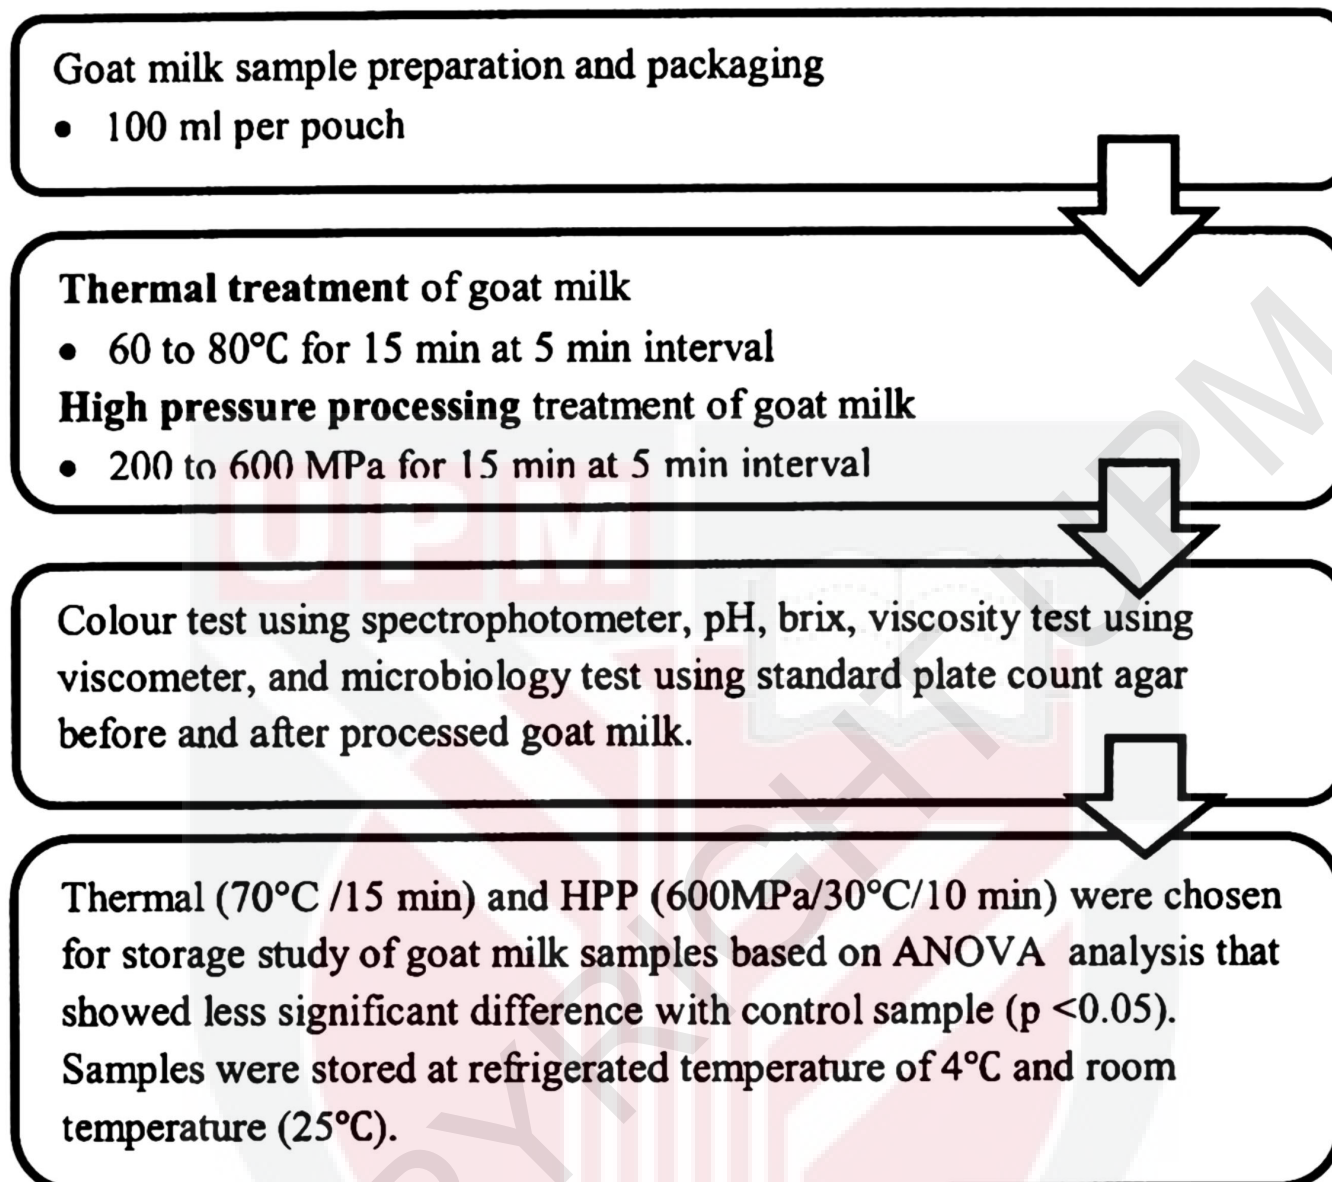 Goat milk sample preparation and packaging
• 100 ml per pouch
Thermal treatment of goat milk
• 60 to 80°C for 15 min at 5 min interval
High pressure processing treatment of goat milk
• 200 to 600 MPa for 15 min at 5 min interval
UPM
Colour test using spectrophotometer, pH, brix, viscosity test using
viscometer, and microbiology test using standard plate count agar
before and after processed goat milk.
Thermal (70°C /15 min) and HPP (600MPa/30°C/10 min) were chosen
for storage study of goat milk samples based on ANOVA analysis that
showed less significant difference with control sample (p <0.05).
Samples were stored at refrigerated temperature of 4°C and room
temperature (25°C).
PYRIGHT UPM